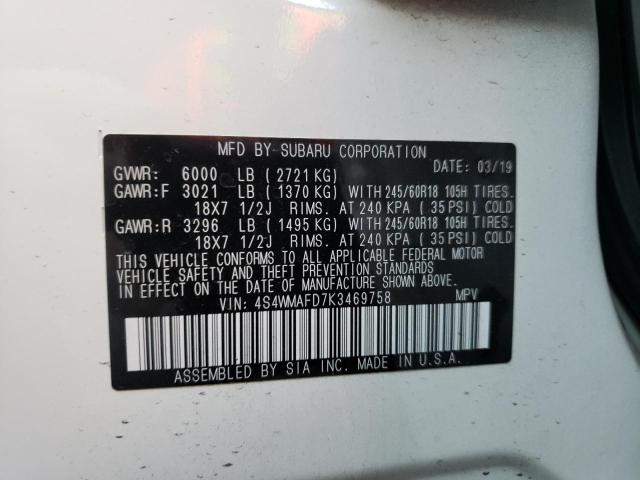 MFD BY SUBARU CORPORATION
GVWR: 6000 LB (2721 KG) DATE: 03/19
GAWR:F 3021 LB (1370 KG) WITH 245/60R18 105H TIRES.
18X7 1/2J RIMS. AT 240 KPA (35 PSI) COLD
GAWR:R 3296 LB (1495 KG) WITH 245/60R18 105H TIRES.
18X7 1/2J RIMS. AT 240 KPA (35 PSI) COLD
THIS VEHICLE CONFORMS TO ALL APPLICABLE FEDERAL MOTOR
VEHICLE SAFETY AND THEFT PREVENTION STANDARDS
IN EFFECT ON THE DATE OF MANUFACTURE SHOWN ABOVE.
VIN: 4S4WMAFD7K3469758 MPV
ASSEMBLED BY SIA INC. MADE IN U.S.A.